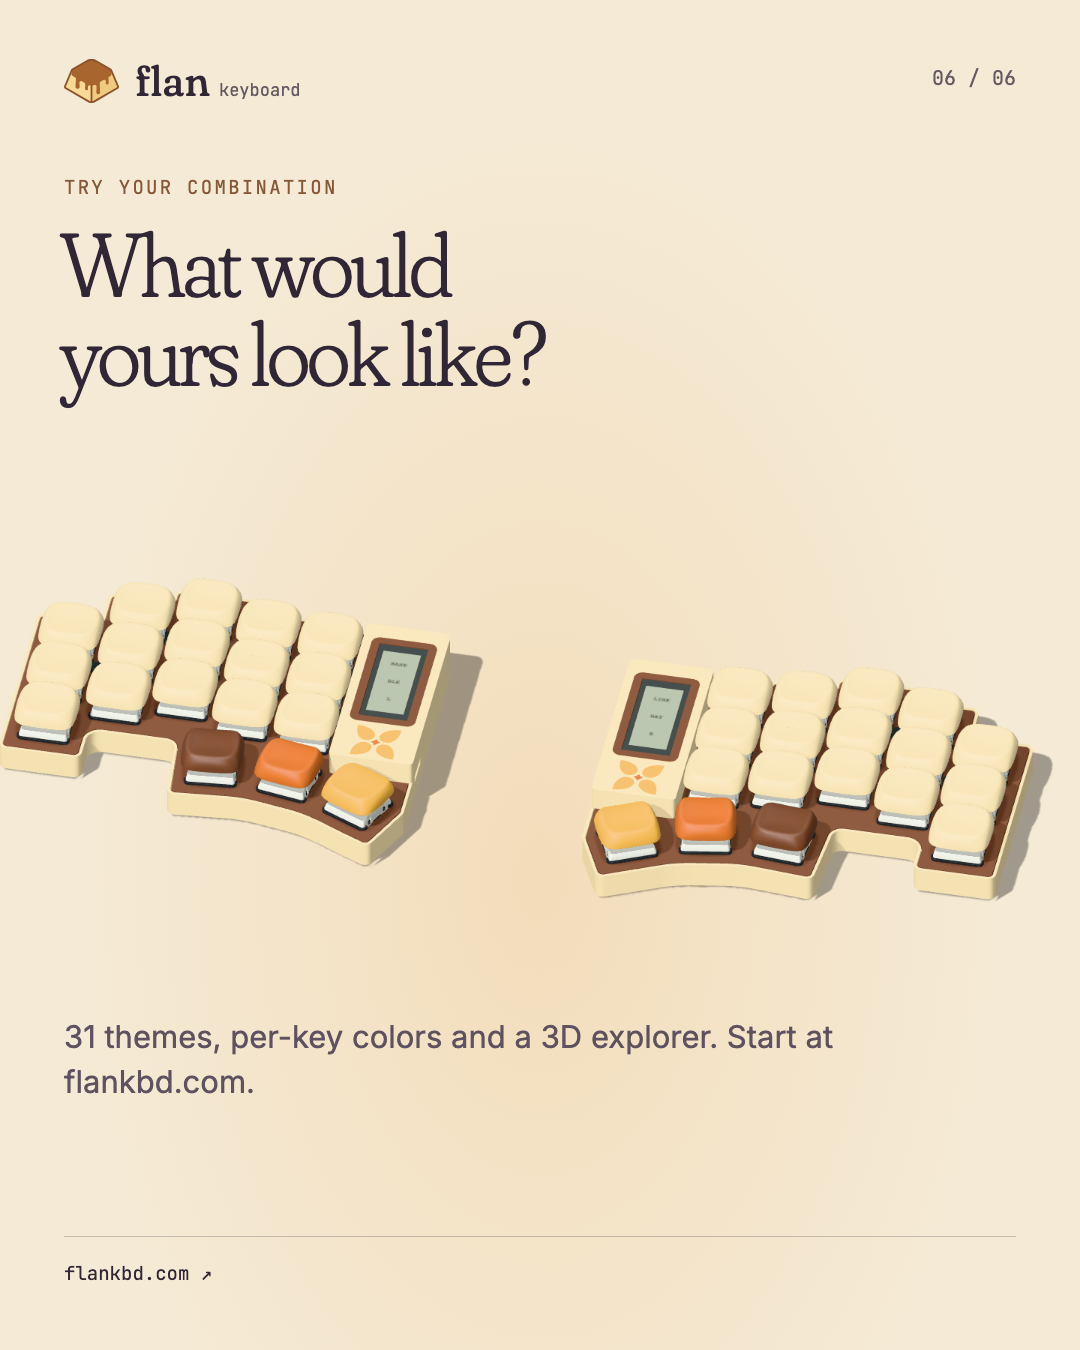 flan keyboard
06 / 06
TRY YOUR COMBINATION
What would
yours look like?
31 themes, per-key colors and a 3D explorer. Start at
flankbd.com.
flankbd.com ↗